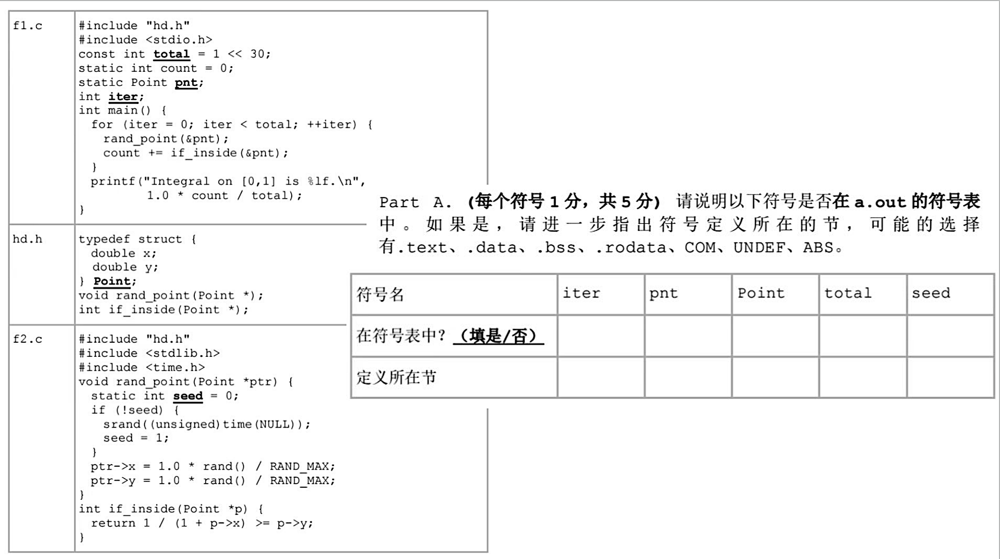 f1.c
#include "hd.h"
#include <stdio.h>
const int total = 1 << 30;
static int count = 0;
static Point pnt;
int iter;
int main() {
  for (iter = 0; iter < total; ++iter) {
    rand_point(&pnt);
    count += if_inside(&pnt);
  }
  printf("Integral on [0,1] is %lf.\n",
          1.0 * count / total);
}
hd.h
typedef struct {
  double x;
  double y;
} Point;
void rand_point(Point *);
int if_inside(Point *);
f2.c
#include "hd.h"
#include <stdlib.h>
#include <time.h>
void rand_point(Point *ptr) {
  static int seed = 0;
  if (!seed) {
    srand((unsigned)time(NULL));
    seed = 1;
  }
  ptr->x = 1.0 * rand() / RAND_MAX;
  ptr->y = 1.0 * rand() / RAND_MAX;
}
int if_inside(Point *p) {
  return 1 / (1 + p->x) >= p->y;
}
Part A. (每个符号 1 分，共 5 分) 请说明以下符号是否在 a.out 的符号表
中。如果是，请进一步指出符号定义所在的节，可能的选择
有.text、.data、.bss、.rodata、COM、UNDEF、ABS。
符号名 iter pnt Point total seed
在符号表中？（填是/否）
定义所在节